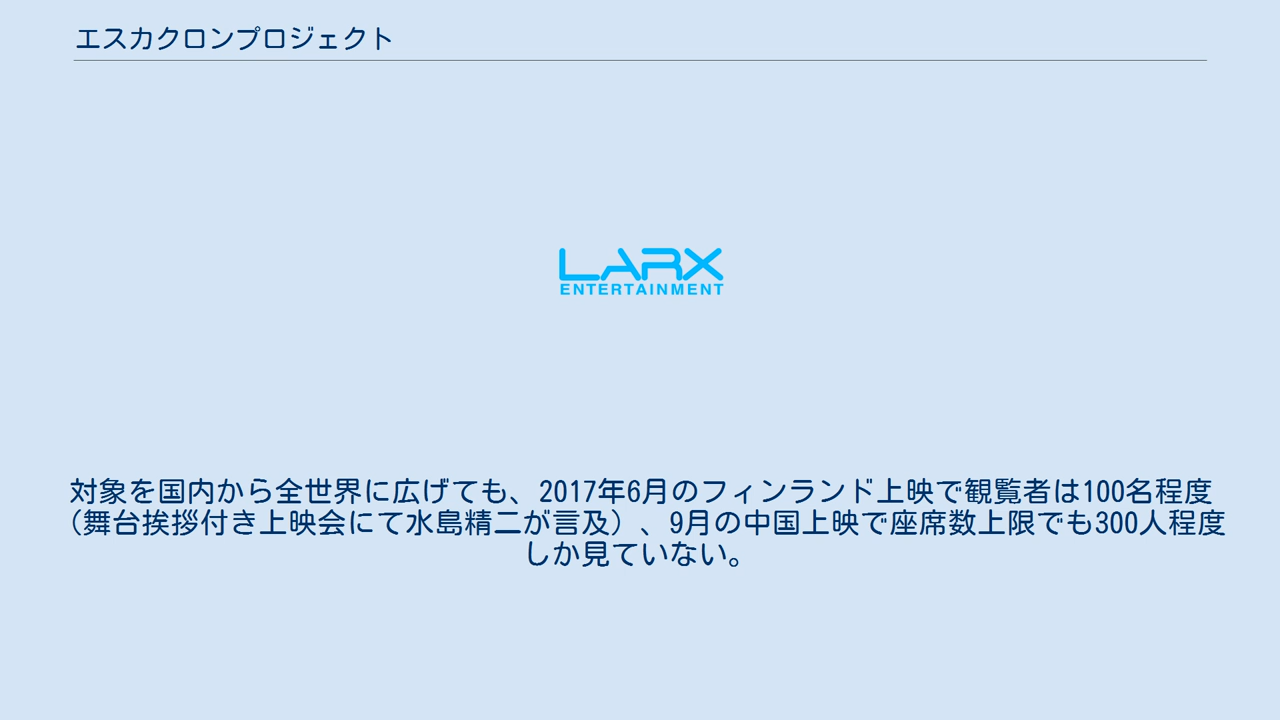 エスカクロンプロジェクト
LARX
ENTERTAINMENT
対象を国内から全世界に広げても、2017年6月のフィンランド上映で観覧者は100名程度
(舞台挨拶付き上映会にて水島精二が言及）、9月の中国上映で座席数上限でも300人程度
しか見ていない。